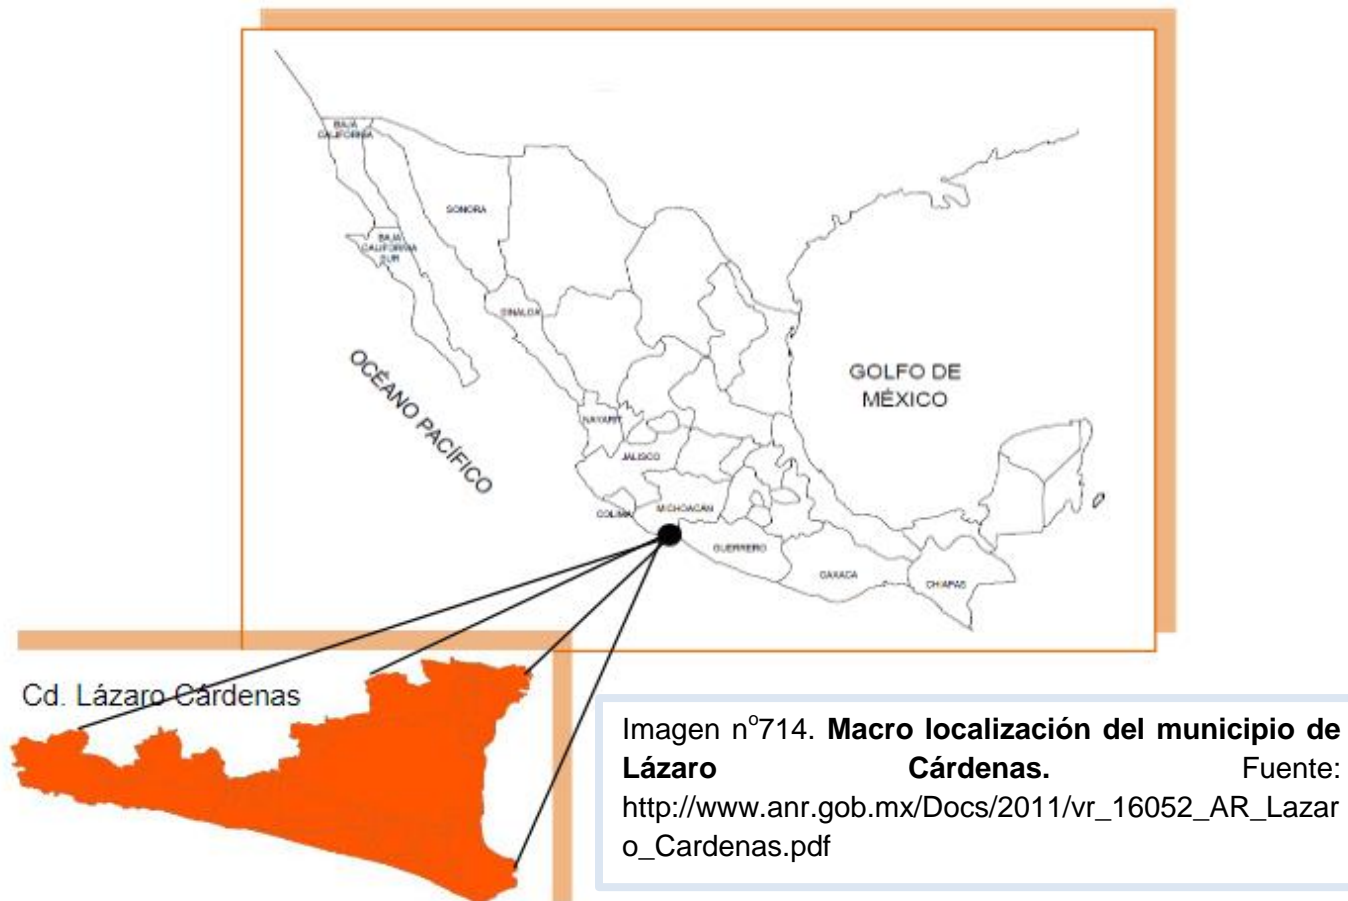 BAJA
CALIFORNIA
SONORA
BAJA
CALIFORNIA
SUR
SINALOA
OCÉANO PACÍFICO
GOLFO DE
MÉXICO
NAYARIT
JALISCO
COLIMA
MICHOACÁN
GUERRERO
OAXACA
CHIAPAS
Cd. Lázaro Cárdenas
Imagen nº714. Macro localización del municipio de
Lázaro Cárdenas. Fuente:
http://www.anr.gob.mx/Docs/2011/vr_16052_AR_Lazar
o_Cardenas.pdf